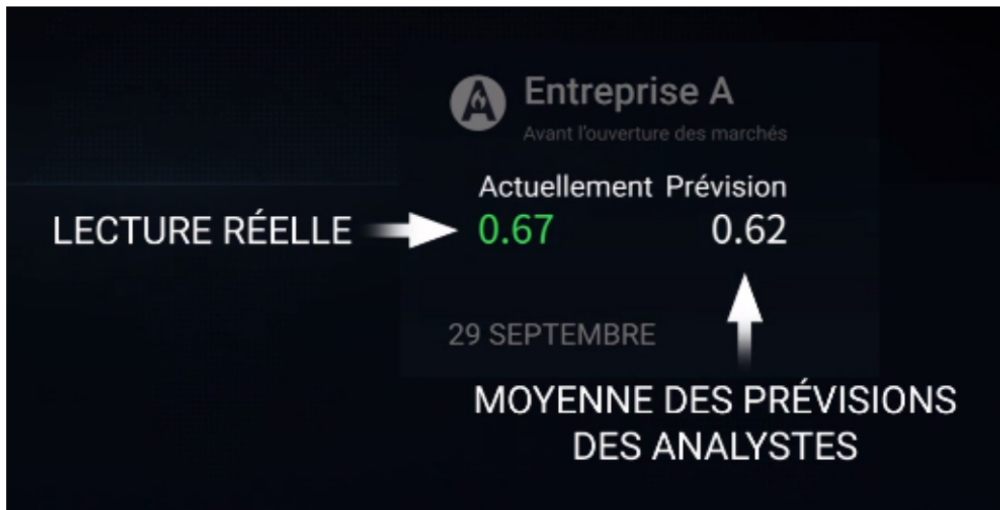 Entreprise A
Avant l'ouverture des marchés
Actuellement Prévision
LECTURE RÉELLE 0.67 0.62
29 SEPTEMBRE
MOYENNE DES PRÉVISIONS
DES ANALYSTES